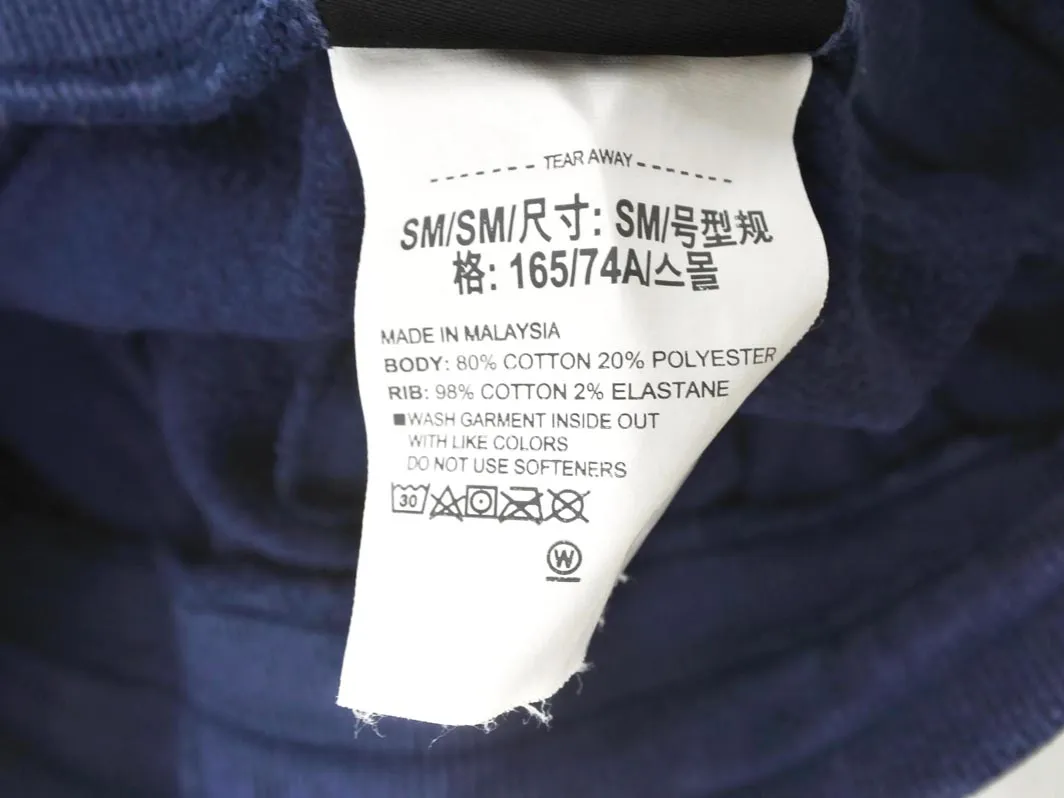 TEAR AWAY
SM/SM/尺寸: SM/号型规
格: 165/74A/스몰
MADE IN MALAYSIA
BODY: 80% COTTON 20% POLYESTER
RIB: 98% COTTON 2% ELASTANE
■WASH GARMENT INSIDE OUT
WITH LIKE COLORS
DO NOT USE SOFTENERS
30
W